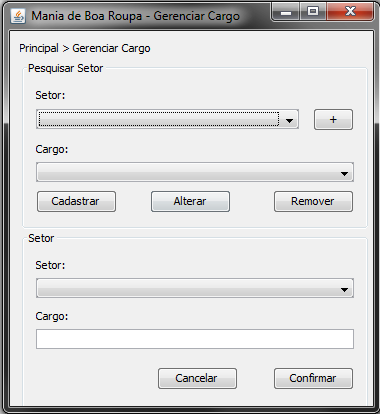 Mania de Boa Roupa - Gerenciar Cargo
Principal > Gerenciar Cargo
Pesquisar Setor
Setor:
+
Cargo:
Cadastrar Alterar Remover
Setor
Setor:
Cargo:
Cancelar Confirmar